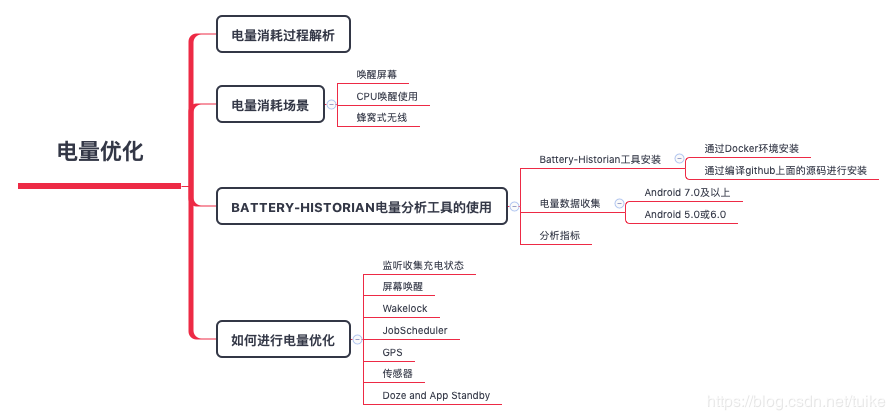 电量优化
电量消耗过程解析
电量消耗场景
唤醒屏幕
CPU唤醒使用
蜂窝式无线
BATTERY-HISTORIAN电量分析工具的使用
Battery-Historian工具安装
通过Docker环境安装
通过编译github上面的源码进行安装
电量数据收集
Android 7.0及以上
Android 5.0或6.0
分析指标
如何进行电量优化
监听收集充电状态
屏幕唤醒
Wakelock
JobScheduler
GPS
传感器
Doze and App Standby
https://blog.csdn.net/tuike